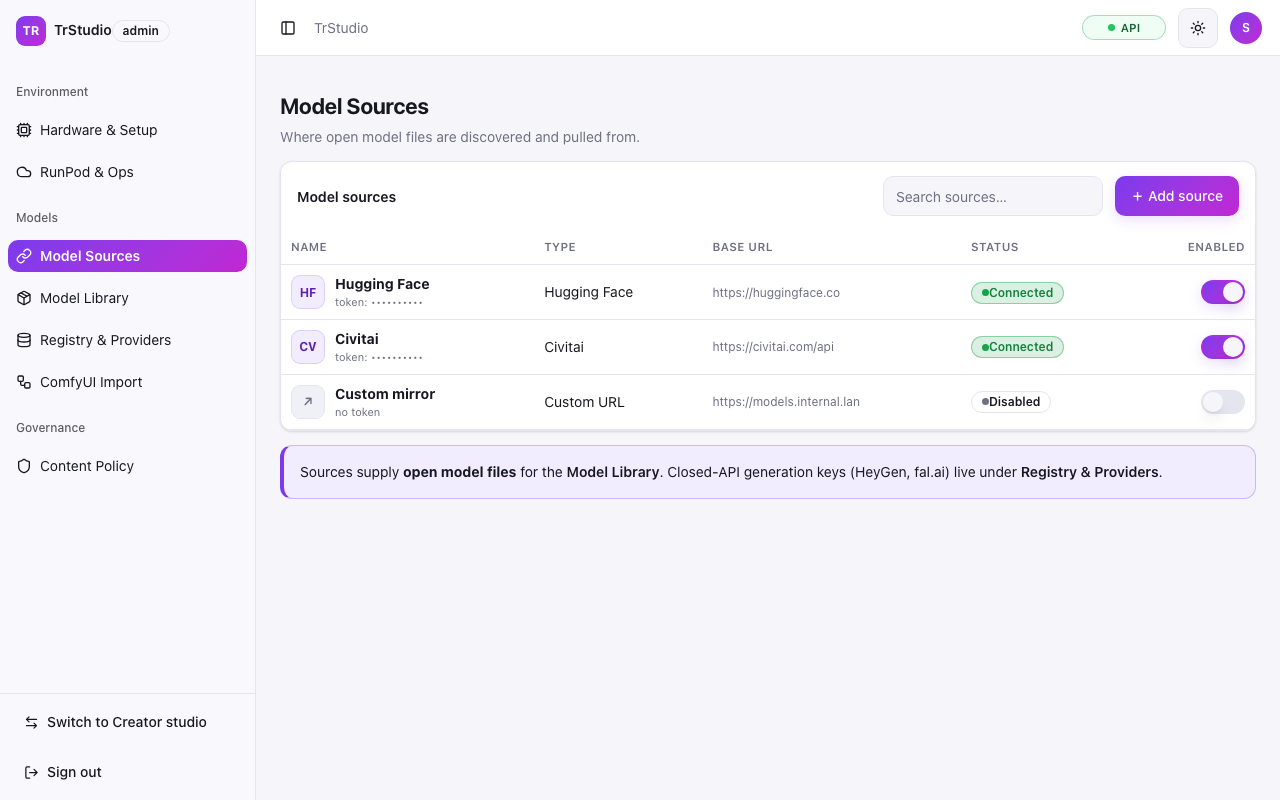 TR TrStudio admin
Environment
Hardware & Setup
RunPod & Ops
Models
Model Sources
Model Library
Registry & Providers
ComfyUI Import
Governance
Content Policy
Switch to Creator studio
Sign out
TrStudio
API
S
Model Sources
Where open model files are discovered and pulled from.
Model sources
Search sources...
+ Add source
NAME TYPE BASE URL STATUS ENABLED
HF Hugging Face Hugging Face https://huggingface.co Connected
token: ••••••••••
CV Civitai Civitai https://civitai.com/api Connected
token: ••••••••••
Custom mirror Custom URL https://models.internal.lan Disabled
no token
Sources supply open model files for the Model Library. Closed-API generation keys (HeyGen, fal.ai) live under Registry & Providers.